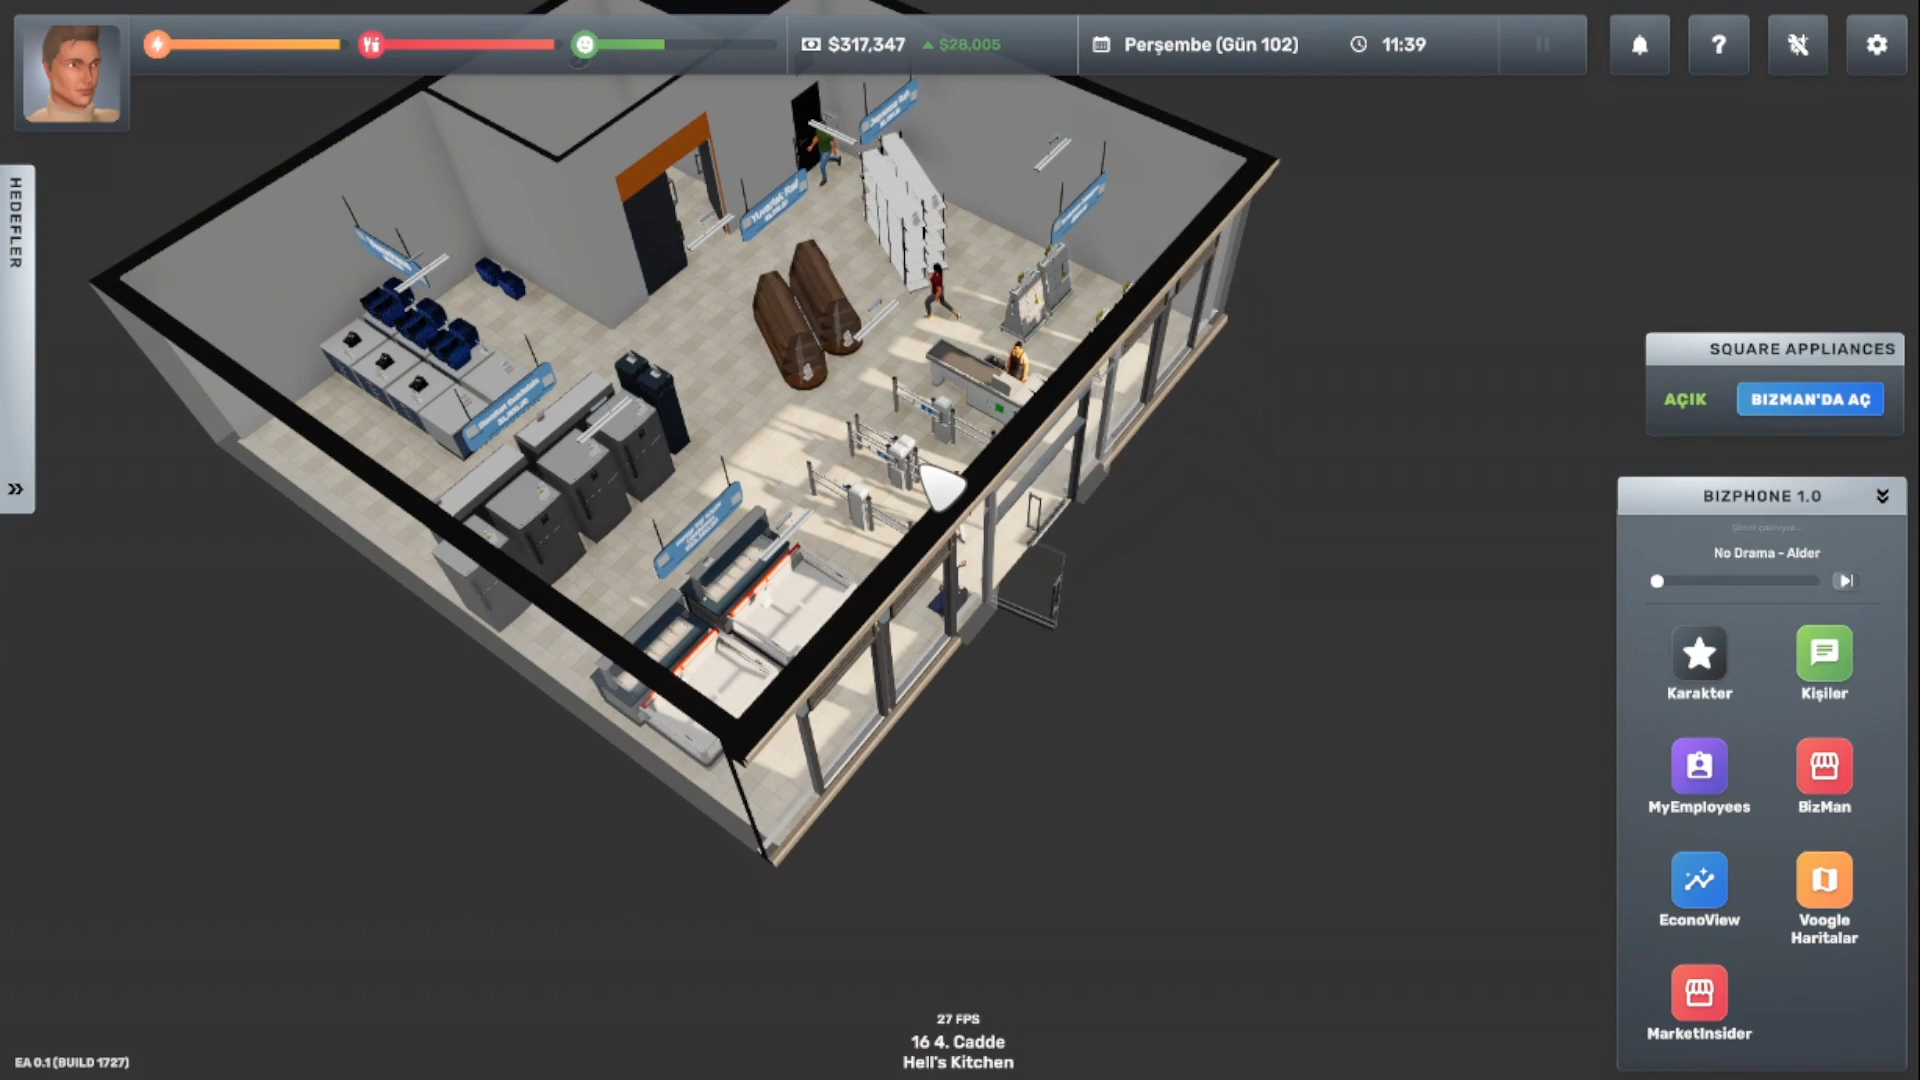 $317,347
$28,005
Perşembe (Gün 102)
11:39
HEDEFLER
SQUARE APPLIANCES
AÇIK
BIZMAN'DA AÇ
BIZPHONE 1.0
No Drama - Alder
Karakter
Kişiler
MyEmployees
BizMan
EconoView
Voogle
Haritalar
MarketInsider
27 FPS
16 4. Cadde
Hell's Kitchen
EA 0.1 (BUILD 1727)